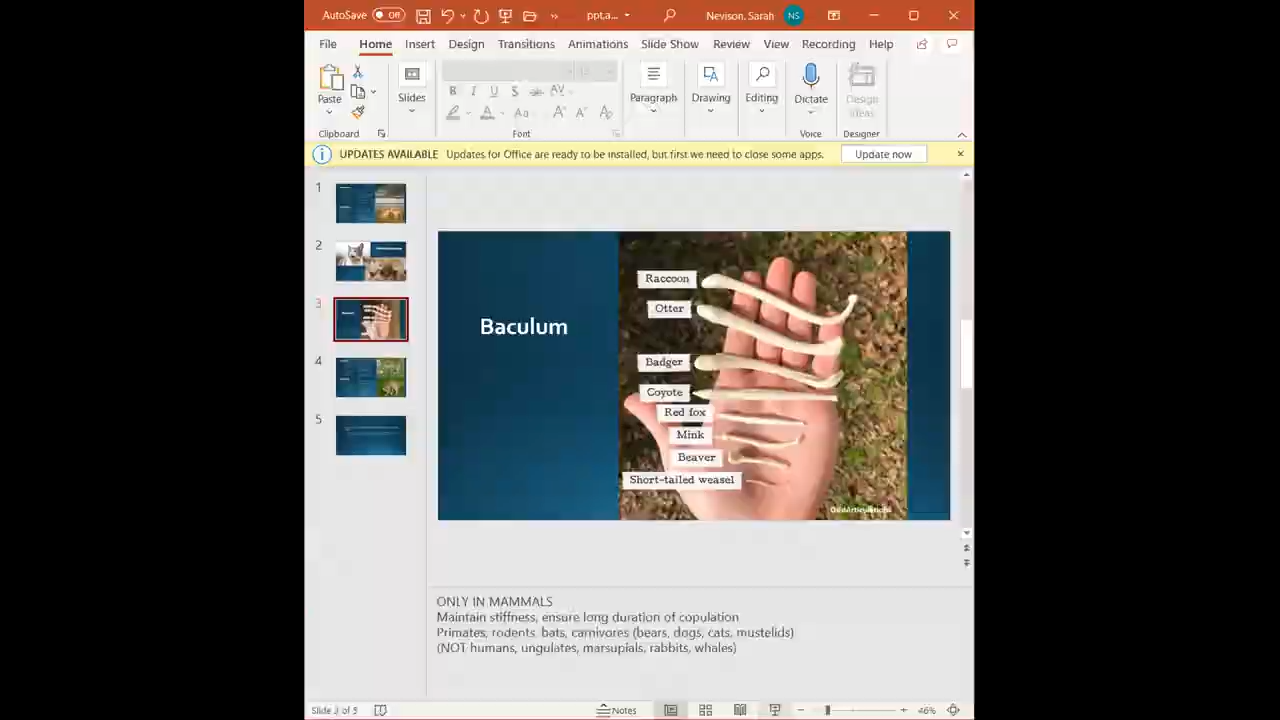 AutoSave Off ppt.a... Nevison, Sarah NS
File Home Insert Design Transitions Animations Slide Show Review View Recording Help
Paste Slides B I U S ab AV Aa A A A Paragraph Drawing Editing Dictate Design Ideas
Clipboard Font Voice Designer
UPDATES AVAILABLE Updates for Office are ready to be installed, but first we need to close some apps. Update now
1
2
3
4
5
Baculum
Raccoon
Otter
Badger
Coyote
Red fox
Mink
Beaver
Short-tailed weasel
ONLY IN MAMMALS
Maintain stiffness, ensure long duration of copulation
Primates, rodents, bats, carnivores (bears, dogs, cats, mustelids)
(NOT humans, ungulates, marsupials, rabbits, whales)
Slide 3 of 5 Notes 46%